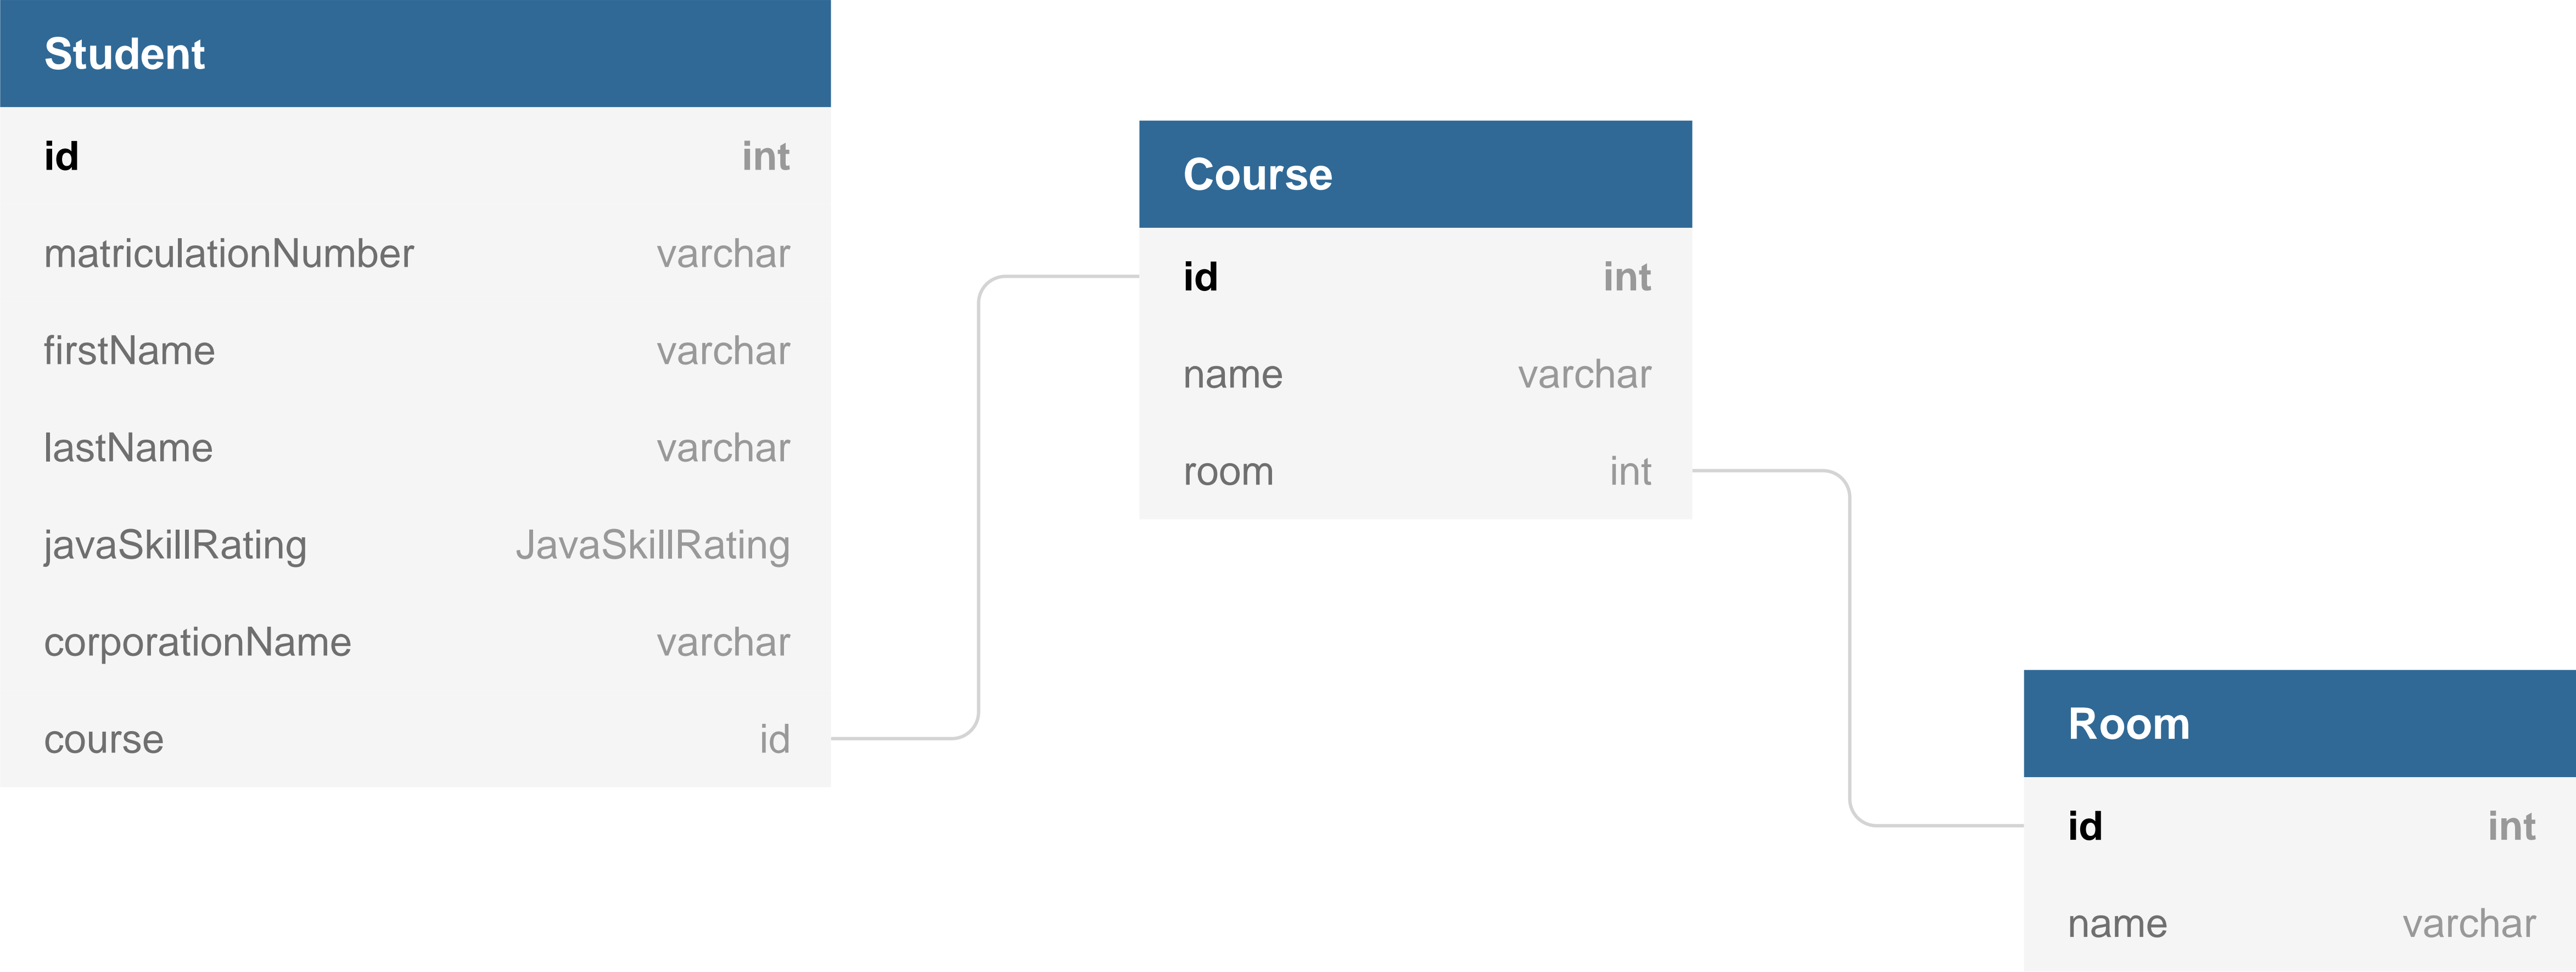 Student
id int
matriculationNumber varchar
firstName varchar
lastName varchar
javaSkillRating JavaSkillRating
corporationName varchar
course id
Course
id int
name varchar
room int
Room
id int
name varchar